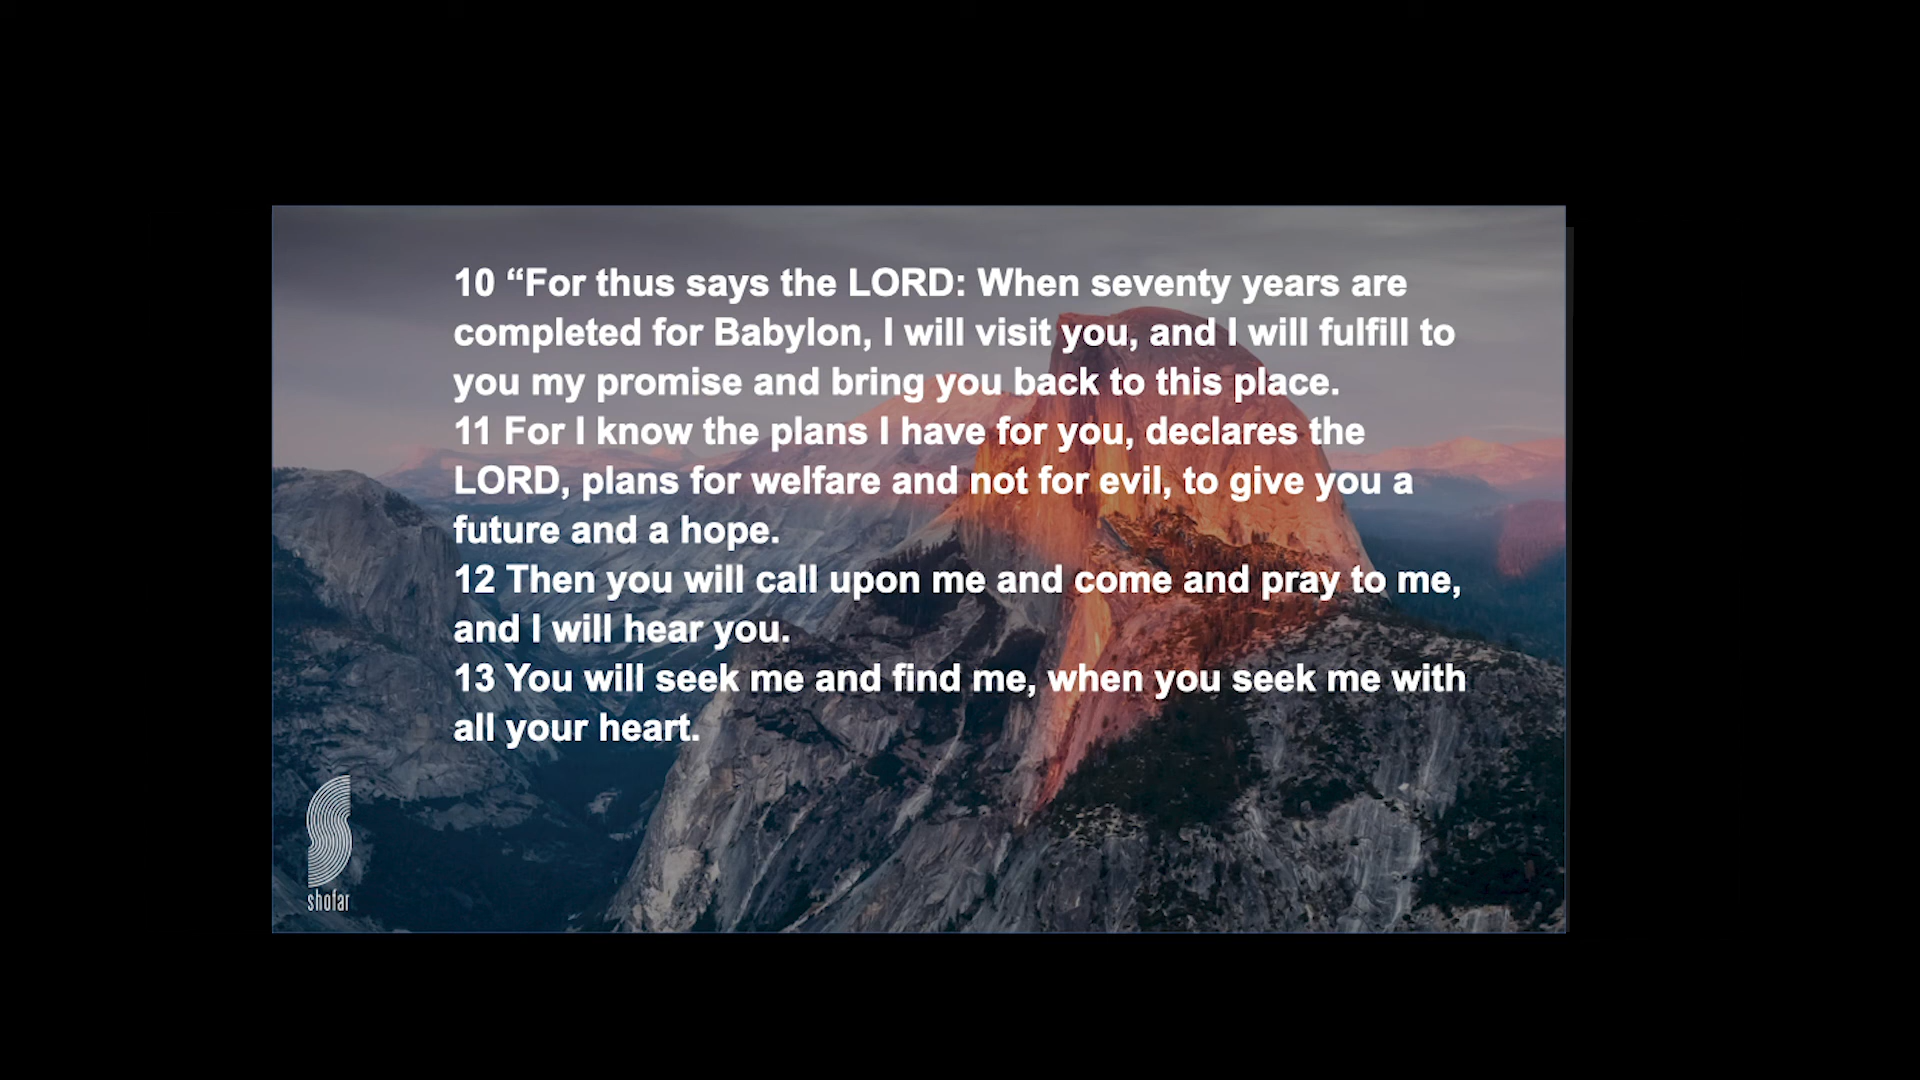 10 “For thus says the LORD: When seventy years are
completed for Babylon, I will visit you, and I will fulfill to
you my promise and bring you back to this place.
11 For I know the plans I have for you, declares the
LORD, plans for welfare and not for evil, to give you a
future and a hope.
12 Then you will call upon me and come and pray to me,
and I will hear you.
13 You will seek me and find me, when you seek me with
all your heart.
shofar